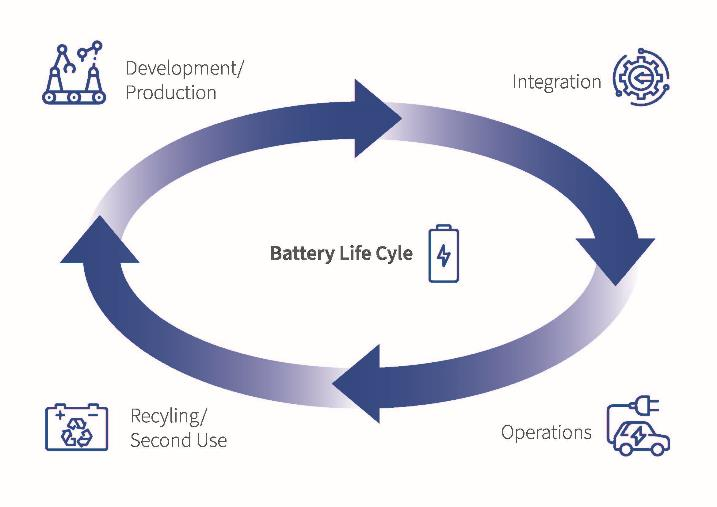 Development/
Production
Integration
Battery Life Cyle
Recyling/
Second Use
Operations